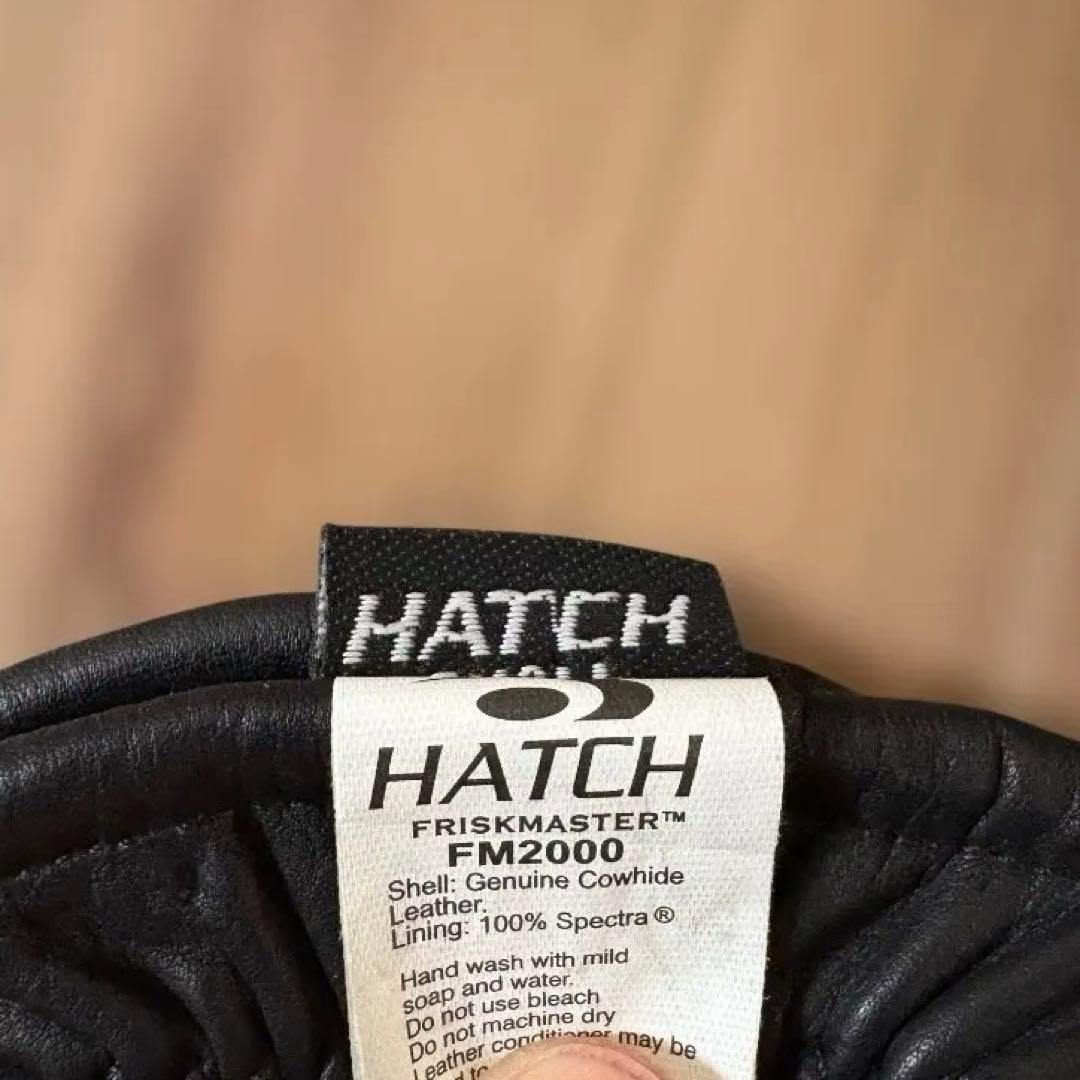 HATCH
HATCH
FRISKMASTER™
FM2000
Shell: Genuine Cowhide
Leather.
Lining: 100% Spectra ®
Hand wash with mild
soap and water.
Do not use bleach
Do not machine dry
Leather conditioner may be
to